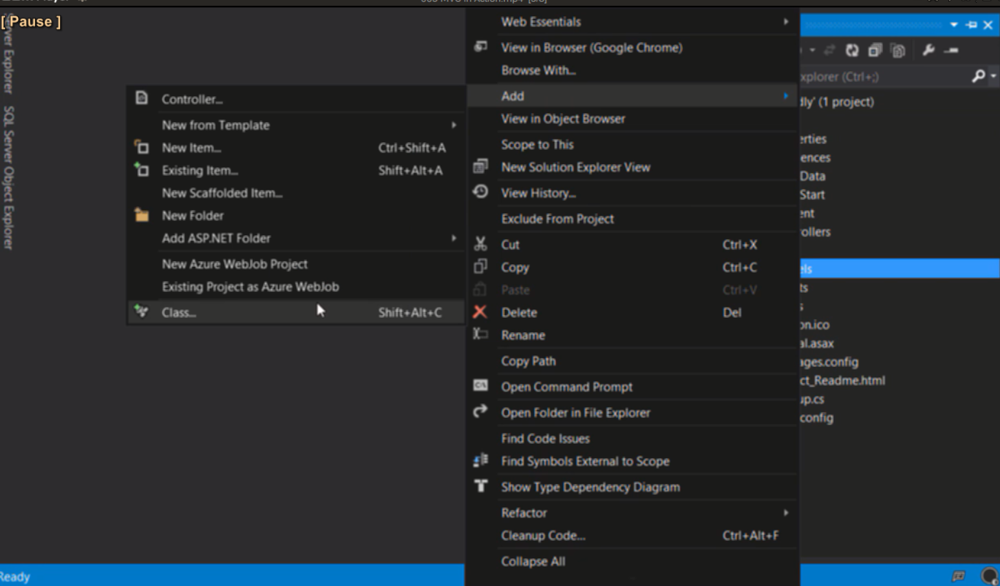 [ Pause ]
Server Explorer
SQL Server Object Explorer
Controller...
New from Template
New Item... Ctrl+Shift+A
Existing Item... Shift+Alt+A
New Scaffolded Item...
New Folder
Add ASP.NET Folder
New Azure WebJob Project
Existing Project as Azure WebJob
Class... Shift+Alt+C
Web Essentials
View in Browser (Google Chrome)
Browse With...
Add
View in Object Browser
Scope to This
New Solution Explorer View
View History...
Exclude From Project
Cut Ctrl+X
Copy Ctrl+C
Paste Ctrl+V
Delete Del
Rename
Copy Path
Open Command Prompt
Open Folder in File Explorer
Find Code Issues
Find Symbols External to Scope
Show Type Dependency Diagram
Refactor
Cleanup Code... Ctrl+Alt+F
Collapse All
xplorer (Ctrl+;)
dly' (1 project)
erties
ences
Data
Start
ent
ollers
els
ts
s
on.ico
al.asax
ages.config
ct_Readme.html
up.cs
config
Ready